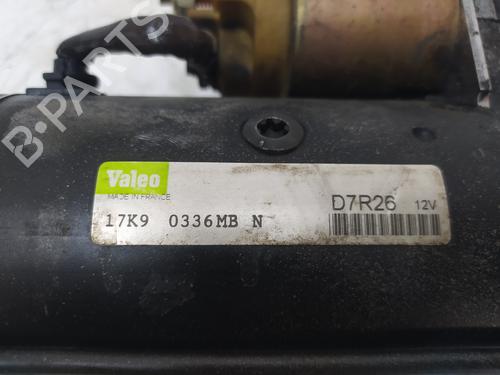 B-PARTS
Valeo
MADE IN FRANCE
D7R26 12V
17K9 0336MB N